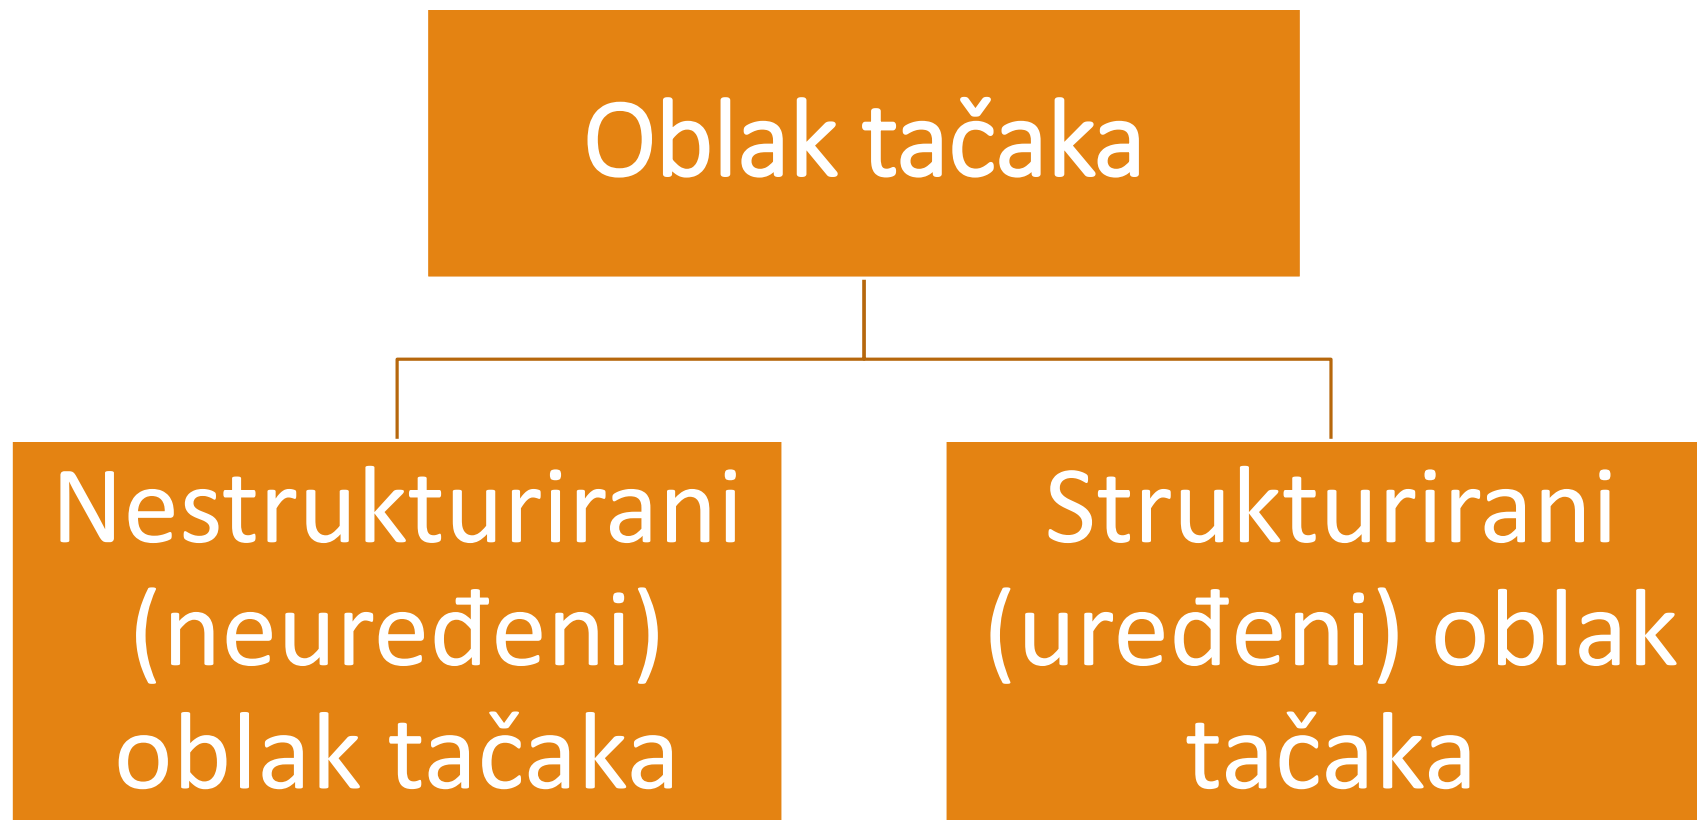 Oblak tačaka
Nestrukturirani
(neuređeni)
oblak tačaka
Strukturirani
(uređeni) oblak
tačaka